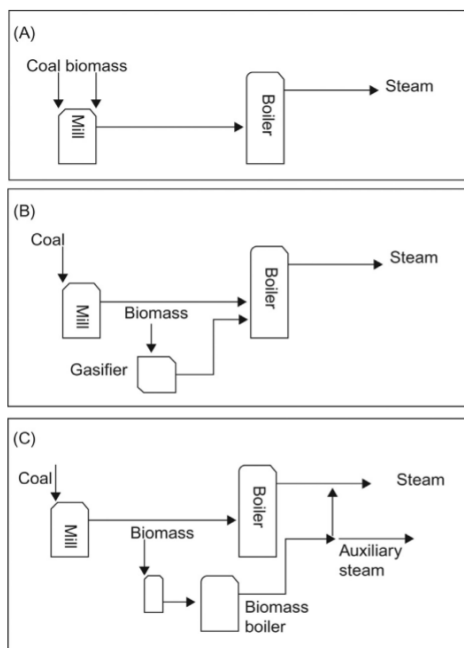 (A)
Coal biomass
Mill
Boiler
Steam
(B)
Coal
Mill
Biomass
Gasifier
Boiler
Steam
(C)
Coal
Mill
Biomass
Boiler
Steam
Auxiliary
steam
Biomass
boiler